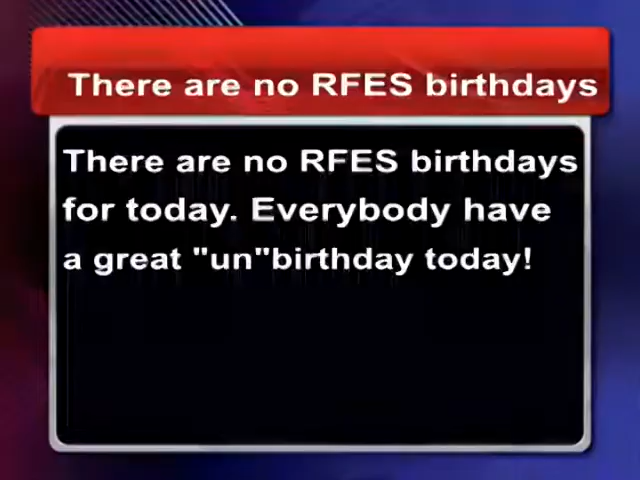 There are no RFES birthdays
There are no RFES birthdays
for today. Everybody have
a great "un"birthday today!